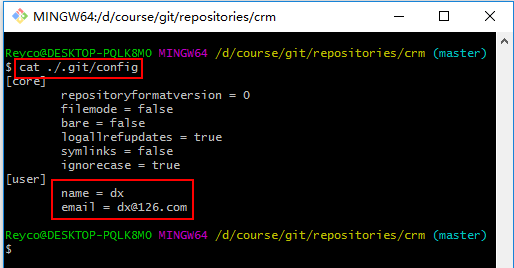 MINGW64:/d/course/git/repositories/crm
Reyco@DESKTOP-PQLK8MO MINGW64 /d/course/git/repositories/crm (master)
$ cat ./.git/config
[core]
repositoryformatversion = 0
filemode = false
bare = false
logallrefupdates = true
symlinks = false
ignorecase = true
[user]
name = dx
email = dx@126.com
Reyco@DESKTOP-PQLK8MO MINGW64 /d/course/git/repositories/crm (master)
$